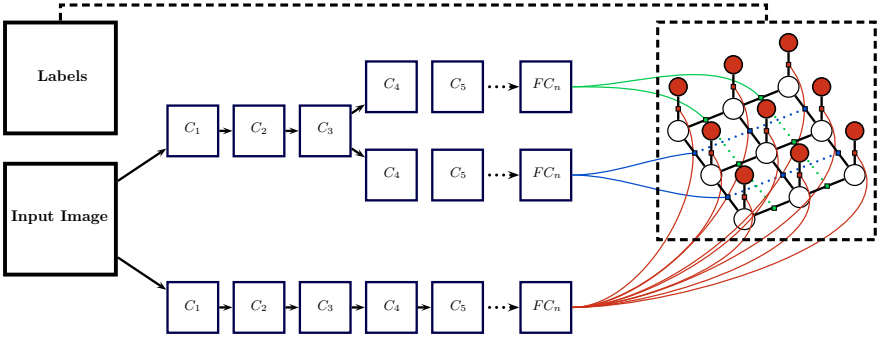 Labels
C₄ C₅ FCₙ
C₁ C₂ C₃
C₄ C₅ FCₙ
Input Image
C₁ C₂ C₃ C₄ C₅ FCₙ